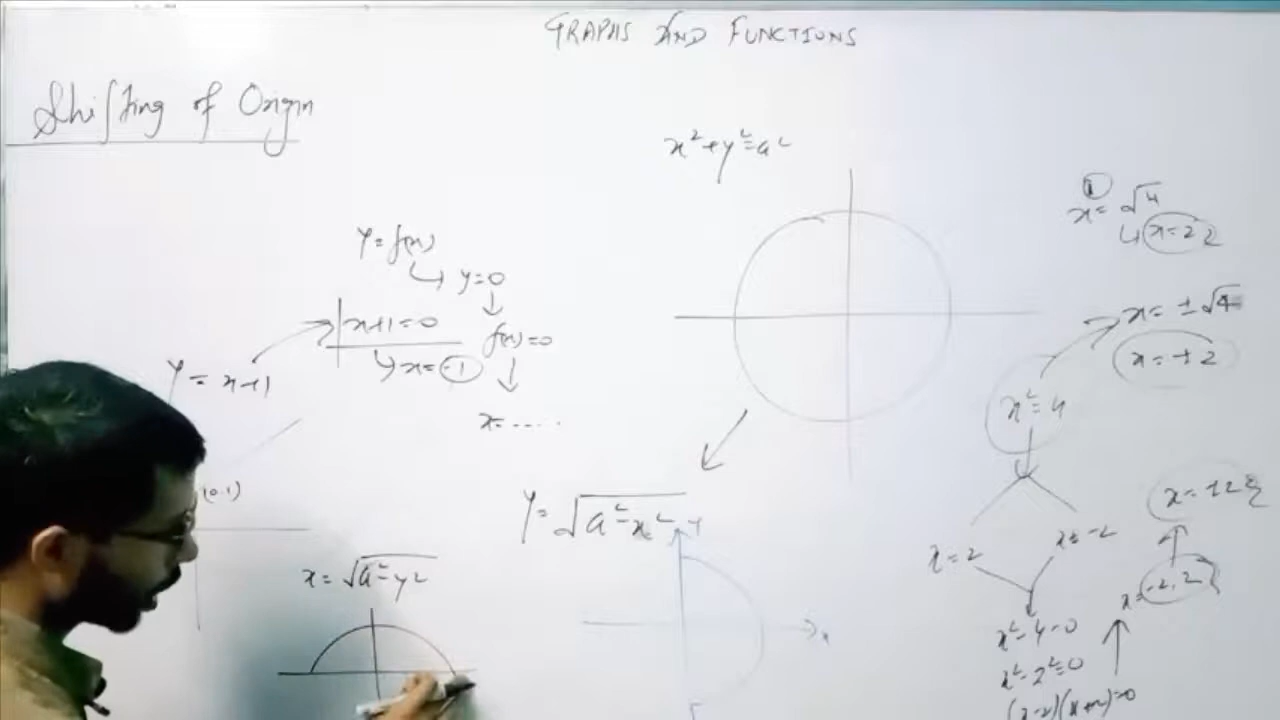 GRAPHS AND FUNCTIONS
Shifting of Origin
x²+y²=a²
y=f(x)
↳ y=0
↓
f(x)=0
↓
x=-----
y = x+1
x+1=0
↳ x=-1
(0,1)
x = √a²-y²
y = √a²-x²
y
x
①
x = √4
↳ x=2
x = ±√4
x = ±2
x²=4
x=2
x=-2
x²-4=0
x²-2²=0
x=-2,2
x=±2